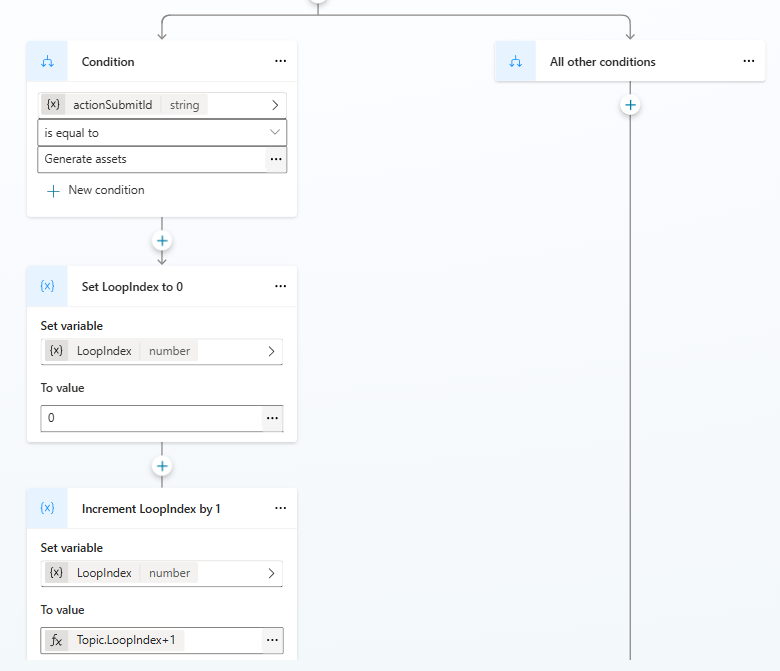 Condition
All other conditions
{x} actionSubmitId string
is equal to
Generate assets
New condition
{x} Set LoopIndex to 0
Set variable
{x} LoopIndex number
To value
0
{x} Increment LoopIndex by 1
Set variable
{x} LoopIndex number
To value
fx Topic.LoopIndex+1